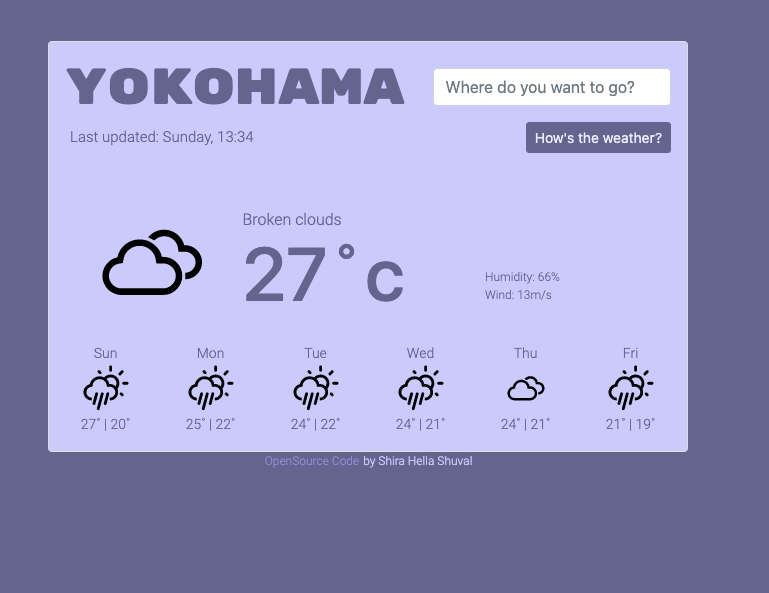 YOKOHAMA
Where do you want to go?
Last updated: Sunday, 13:34
How's the weather?
Broken clouds
27°c
Humidity: 66%
Wind: 13m/s
Sun Mon Tue Wed Thu Fri
27° | 20° 25° | 22° 24° | 22° 24° | 21° 24° | 21° 21° | 19°
OpenSource Code by Shira Hella Shuval